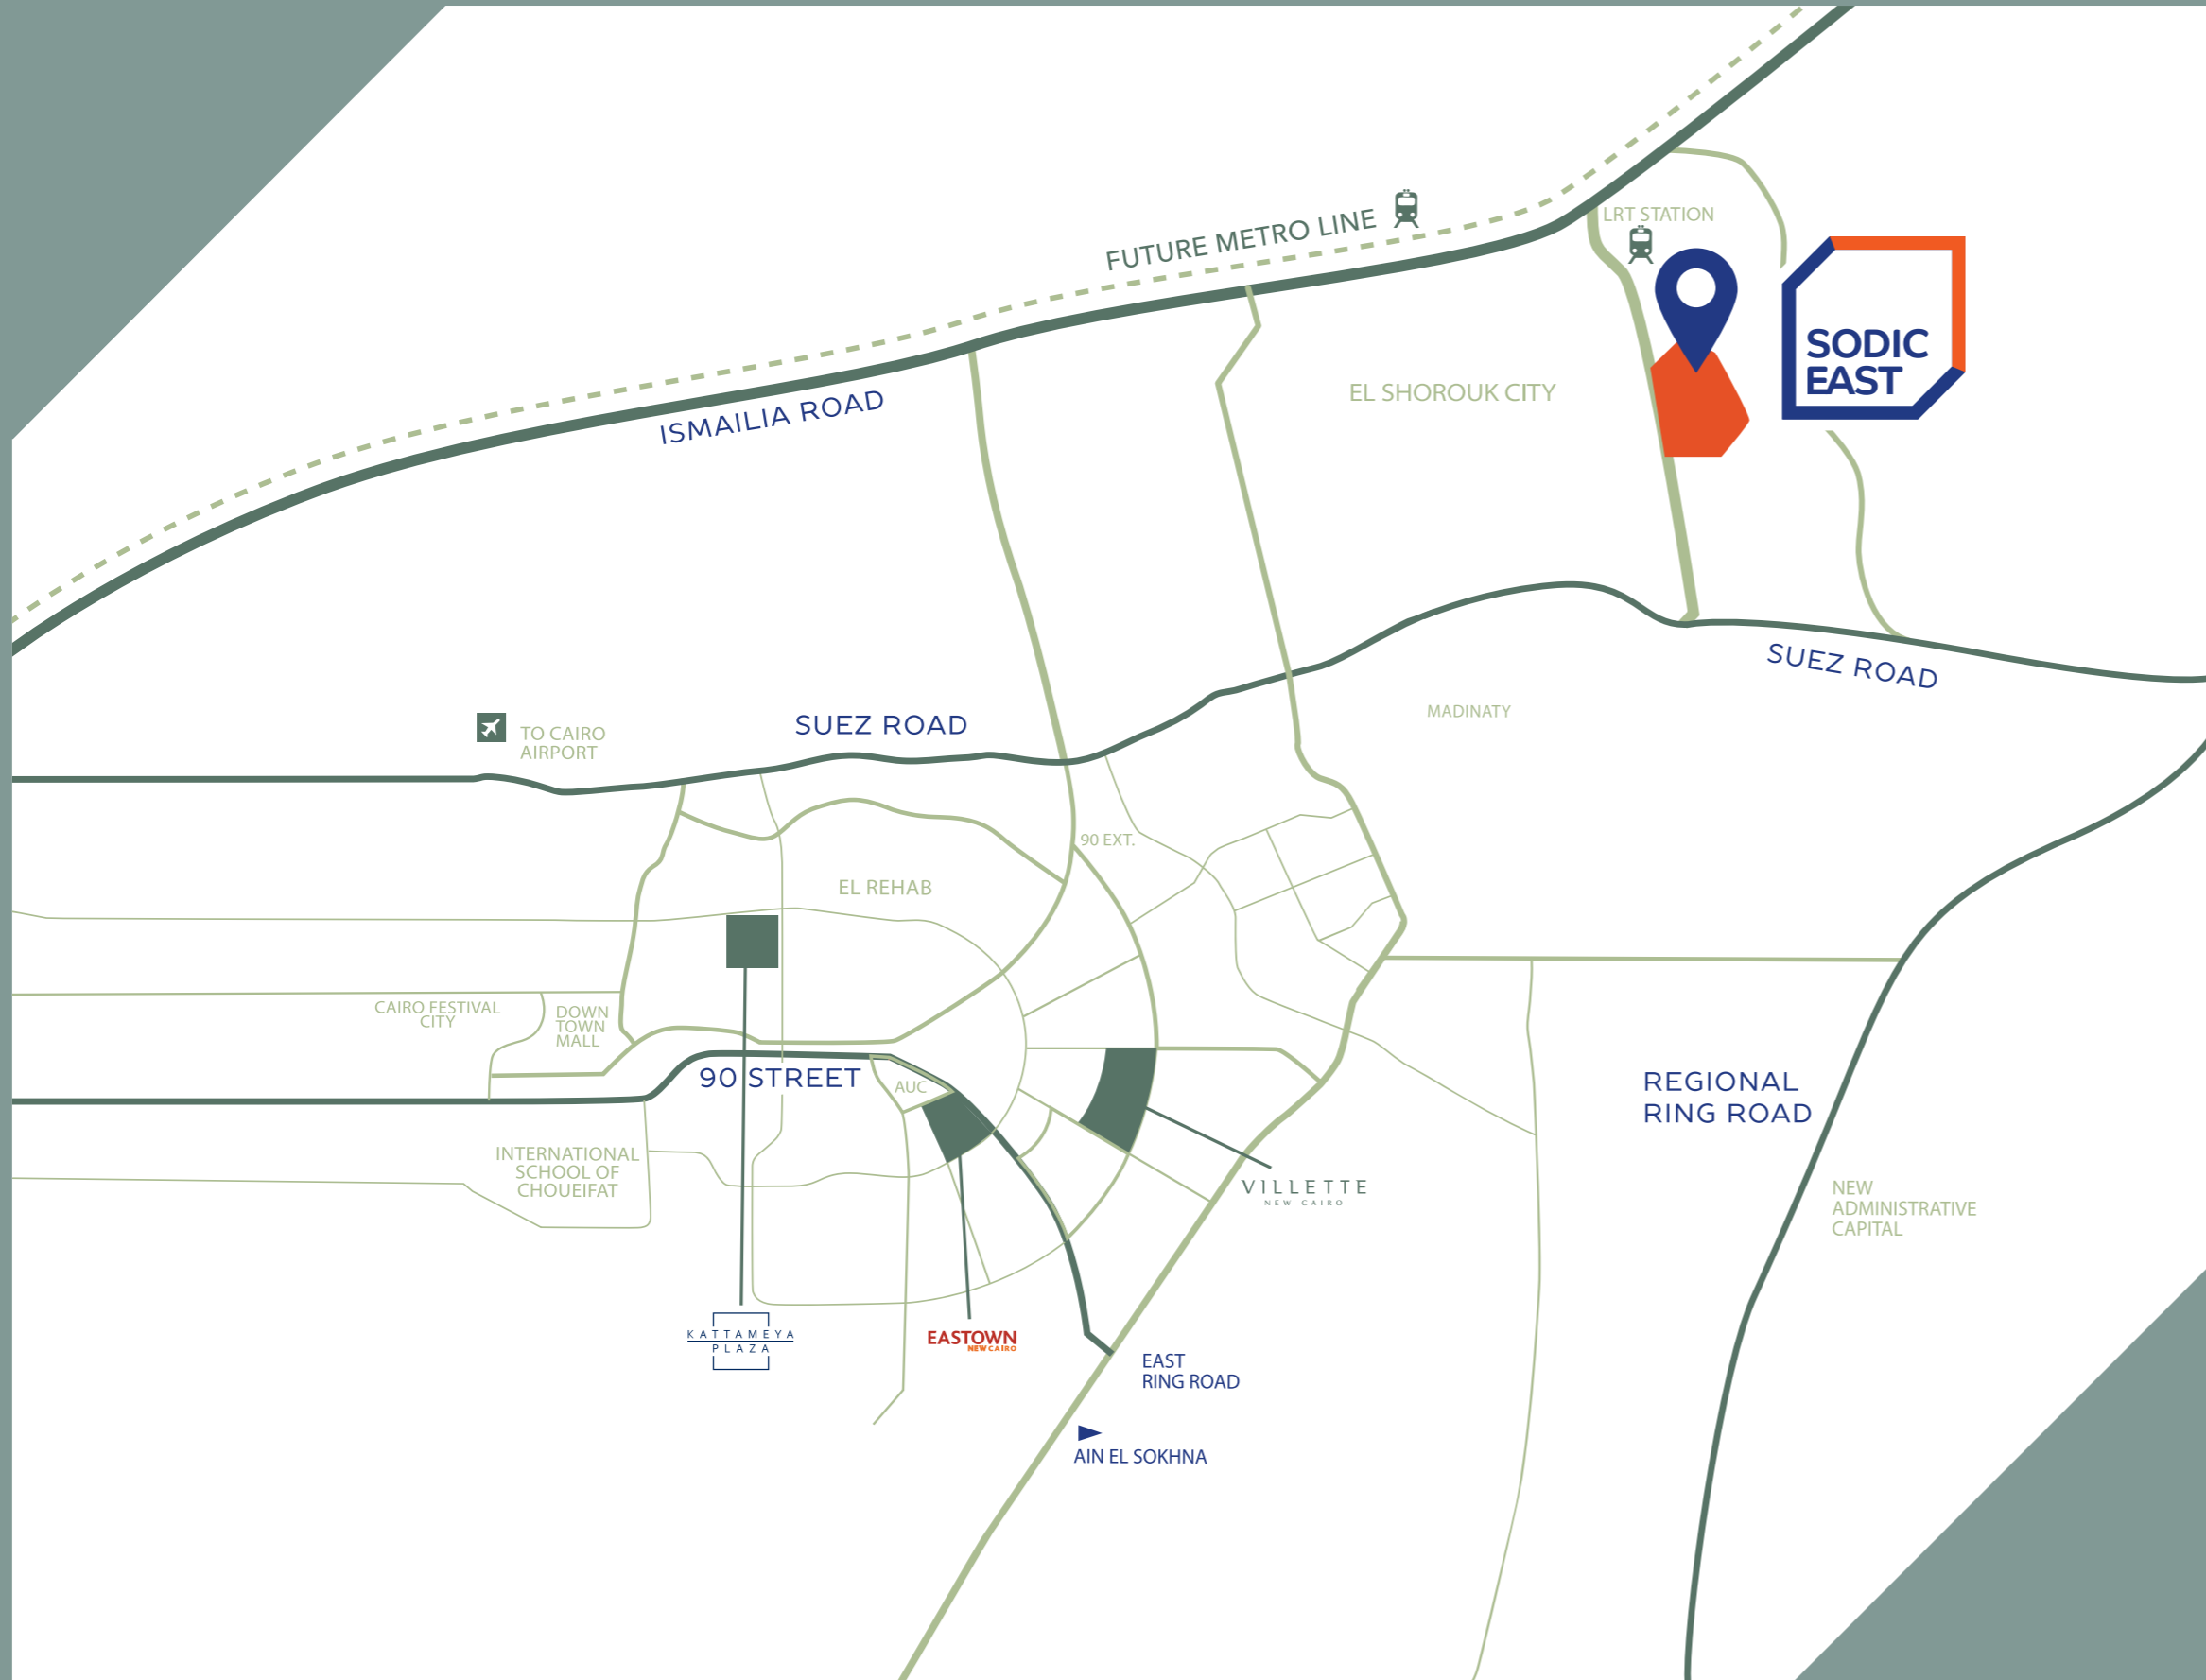 LRT STATION
FUTURE METRO LINE
SODIC
EAST
EL SHOROUK CITY
ISMAILIA ROAD
SUEZ ROAD
MADINATY
SUEZ ROAD
TO CAIRO
AIRPORT
90 EXT.
EL REHAB
CAIRO FESTIVAL
CITY
DOWN
TOWN
MALL
90 STREET
AUC
REGIONAL
RING ROAD
INTERNATIONAL
SCHOOL OF
CHOUEIFAT
VILLETTE
NEW CAIRO
NEW
ADMINISTRATIVE
CAPITAL
KATTAMEYA
PLAZA
EASTOWN
NEW CAIRO
EAST
RING ROAD
AIN EL SOKHNA